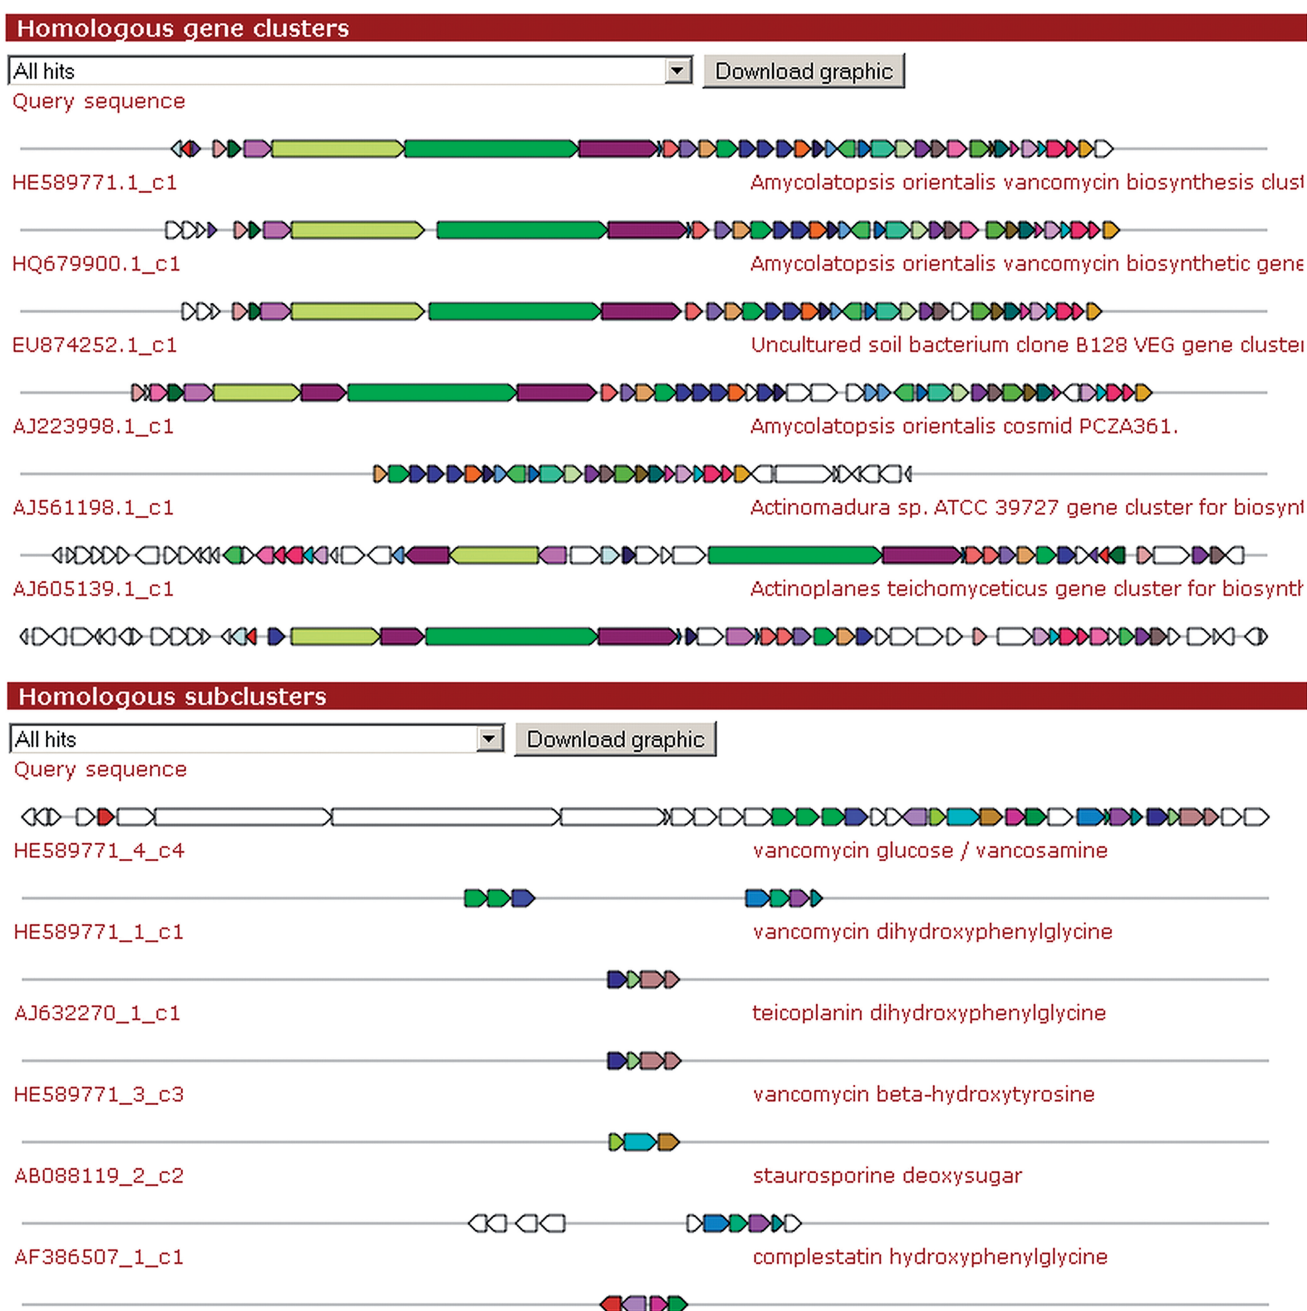 Homologous gene clusters
All hits
Download graphic
Query sequence
HE589771.1_c1 Amycolatopsis orientalis vancomycin biosynthesis clust
HQ679900.1_c1 Amycolatopsis orientalis vancomycin biosynthetic gene
EU874252.1_c1 Uncultured soil bacterium clone B128 VEG gene cluster
AJ223998.1_c1 Amycolatopsis orientalis cosmid PCZA361.
AJ561198.1_c1 Actinomadura sp. ATCC 39727 gene cluster for biosynt
AJ605139.1_c1 Actinoplanes teichomyceticus gene cluster for biosynth
Homologous subclusters
All hits
Download graphic
Query sequence
HE589771_4_c4 vancomycin glucose / vancosamine
HE589771_1_c1 vancomycin dihydroxyphenylglycine
AJ632270_1_c1 teicoplanin dihydroxyphenylglycine
HE589771_3_c3 vancomycin beta-hydroxytyrosine
AB088119_2_c2 staurosporine deoxysugar
AF386507_1_c1 complestatin hydroxyphenylglycine